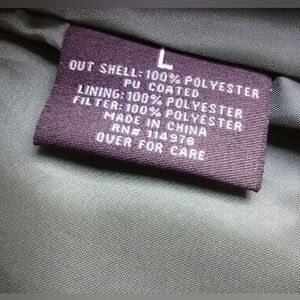 L
OUT SHELL: 100% POLYESTER
PU COATED
LINING: 100% POLYESTER
FILTER: 100% POLYESTER
MADE IN CHINA
RN# 114976
OVER FOR CARE